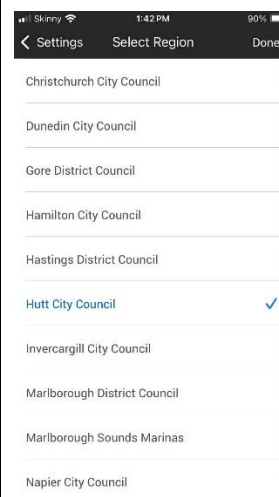 Skinny 1:42 PM 90%
Settings Select Region Done
Christchurch City Council
Dunedin City Council
Gore District Council
Hamilton City Council
Hastings District Council
Hutt City Council
Invercargill City Council
Marlborough District Council
Marlborough Sounds Marinas
Napier City Council